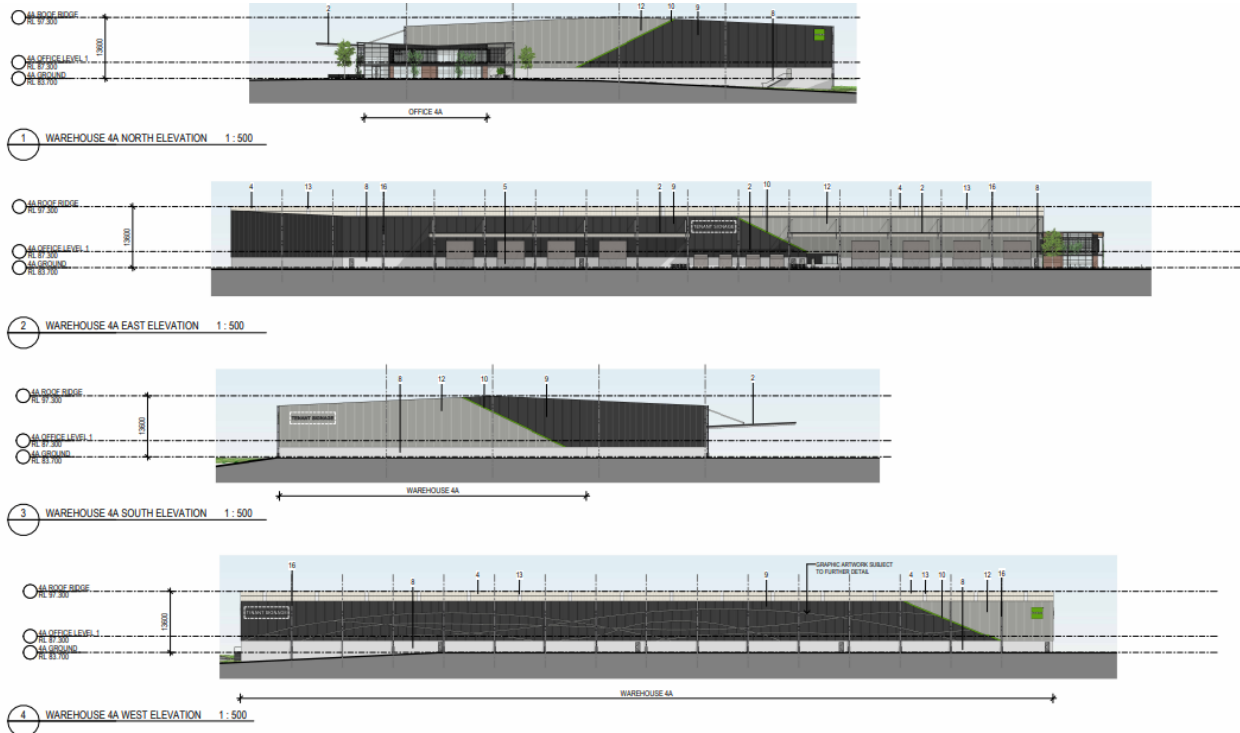 2
12
10
9
8
4A ROOF RIDGE
RL 97.300
13600
4A OFFICE LEVEL 1
RL 87.300
4A GROUND
RL 83.700
OFFICE 4A
1 WAREHOUSE 4A NORTH ELEVATION 1 : 500
4 13 8 16 5 2 9 2 10 12 4 2 13 16 8
4A ROOF RIDGE
RL 97.300
TENANT SIGNAGE
13600
4A OFFICE LEVEL 1
RL 87.300
4A GROUND
RL 83.700
2 WAREHOUSE 4A EAST ELEVATION 1 : 500
8 12 10 9 2
4A ROOF RIDGE
RL 97.300
TENANT SIGNAGE
13600
4A OFFICE LEVEL 1
RL 87.300
4A GROUND
RL 83.700
WAREHOUSE 4A
3 WAREHOUSE 4A SOUTH ELEVATION 1 : 500
GRAPHIC ARTWORK SUBJECT
TO FURTHER DETAIL
16 8 4 13 9 4 13 10 8 12 16
4A ROOF RIDGE
RL 97.300
TENANT SIGNAGE
13600
4A OFFICE LEVEL 1
RL 87.300
4A GROUND
RL 83.700
WAREHOUSE 4A
4 WAREHOUSE 4A WEST ELEVATION 1 : 500